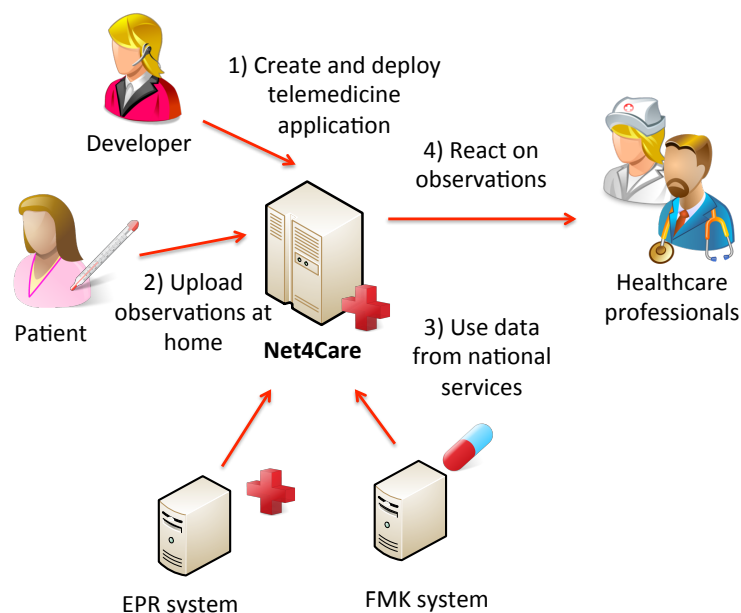 1) Create and deploy
telemedicine
application
Developer
4) React on
observations
2) Upload
observations at
home
Patient
Net4Care
Healthcare
professionals
3) Use data
from national
services
EPR system
FMK system